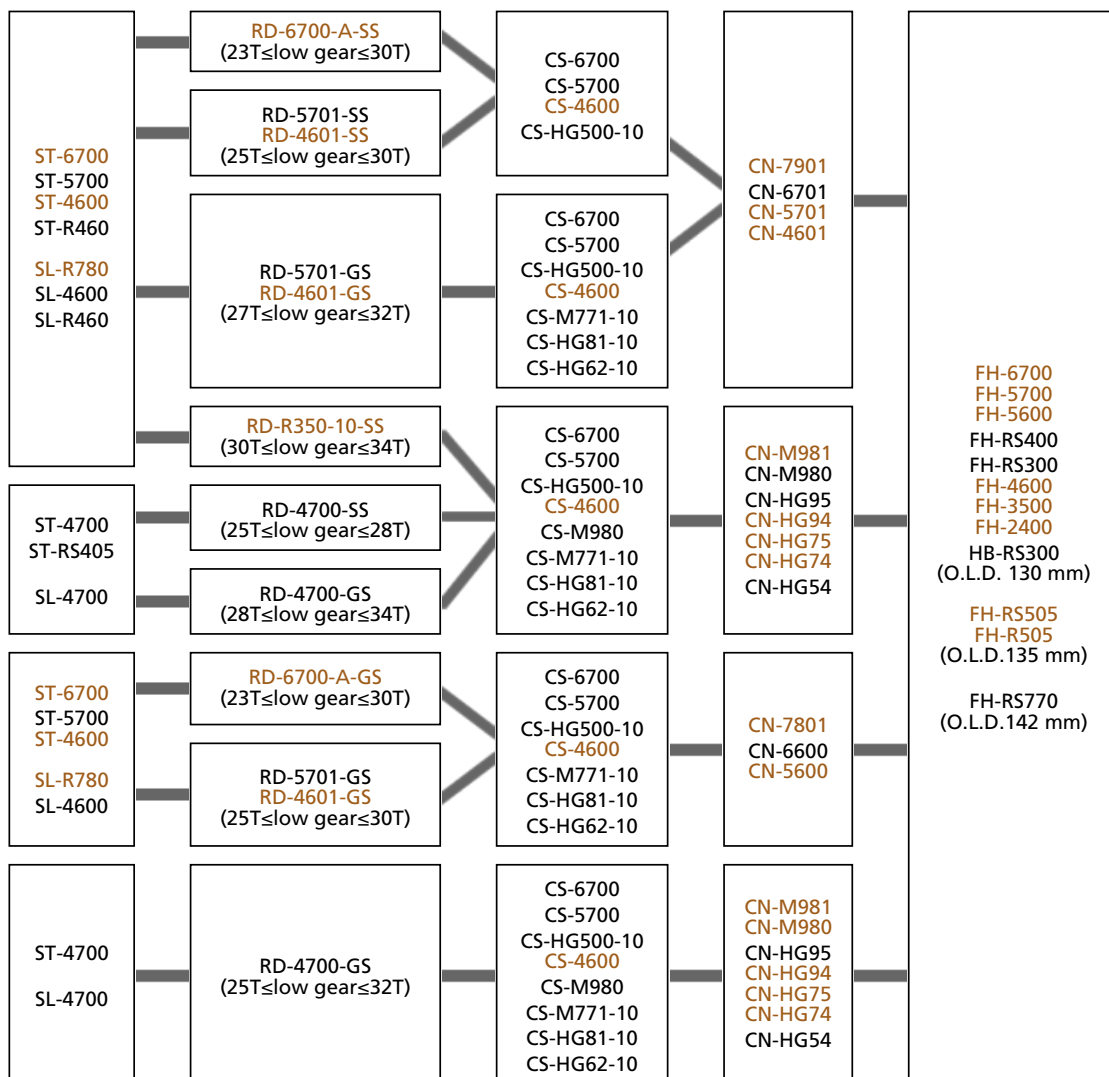 ST-6700
ST-5700
ST-4600
ST-R460
SL-R780
SL-4600
SL-R460
RD-6700-A-SS
(23T≤low gear≤30T)
RD-5701-SS
RD-4601-SS
(25T≤low gear≤30T)
RD-5701-GS
RD-4601-GS
(27T≤low gear≤32T)
RD-R350-10-SS
(30T≤low gear≤34T)
CS-6700
CS-5700
CS-4600
CS-HG500-10
CS-6700
CS-5700
CS-HG500-10
CS-4600
CS-M771-10
CS-HG81-10
CS-HG62-10
CN-7901
CN-6701
CN-5701
CN-4601
ST-4700
ST-RS405
SL-4700
RD-4700-SS
(25T≤low gear≤28T)
RD-4700-GS
(28T≤low gear≤34T)
CS-6700
CS-5700
CS-HG500-10
CS-4600
CS-M980
CS-M771-10
CS-HG81-10
CS-HG62-10
CN-M981
CN-M980
CN-HG95
CN-HG94
CN-HG75
CN-HG74
CN-HG54
ST-6700
ST-5700
ST-4600
SL-R780
SL-4600
RD-6700-A-GS
(23T≤low gear≤30T)
RD-5701-GS
RD-4601-GS
(25T≤low gear≤30T)
CS-6700
CS-5700
CS-HG500-10
CS-4600
CS-M771-10
CS-HG81-10
CS-HG62-10
CN-7801
CN-6600
CN-5600
ST-4700
SL-4700
RD-4700-GS
(25T≤low gear≤32T)
CS-6700
CS-5700
CS-HG500-10
CS-4600
CS-M980
CS-M771-10
CS-HG81-10
CS-HG62-10
CN-M981
CN-M980
CN-HG95
CN-HG94
CN-HG75
CN-HG74
CN-HG54
FH-6700
FH-5700
FH-5600
FH-RS400
FH-RS300
FH-4600
FH-3500
FH-2400
HB-RS300
(O.L.D. 130 mm)
FH-RS505
FH-R505
(O.L.D.135 mm)
FH-RS770
(O.L.D.142 mm)